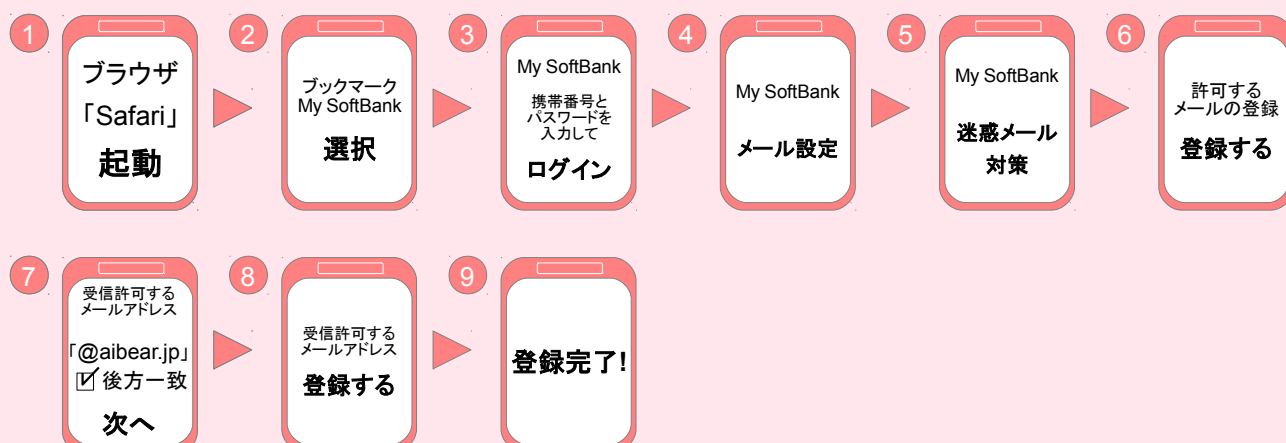 1
ブラウザ
「Safari」
起動
2
ブックマーク
My SoftBank
選択
3
My SoftBank
携帯番号と
パスワードを
入力して
ログイン
4
My SoftBank
メール設定
5
My SoftBank
迷惑メール
対策
6
許可する
メールの登録
登録する
7
受信許可する
メールアドレス
「@aibear.jp」
☑後方一致
次へ
8
受信許可する
メールアドレス
登録する
9
登録完了!